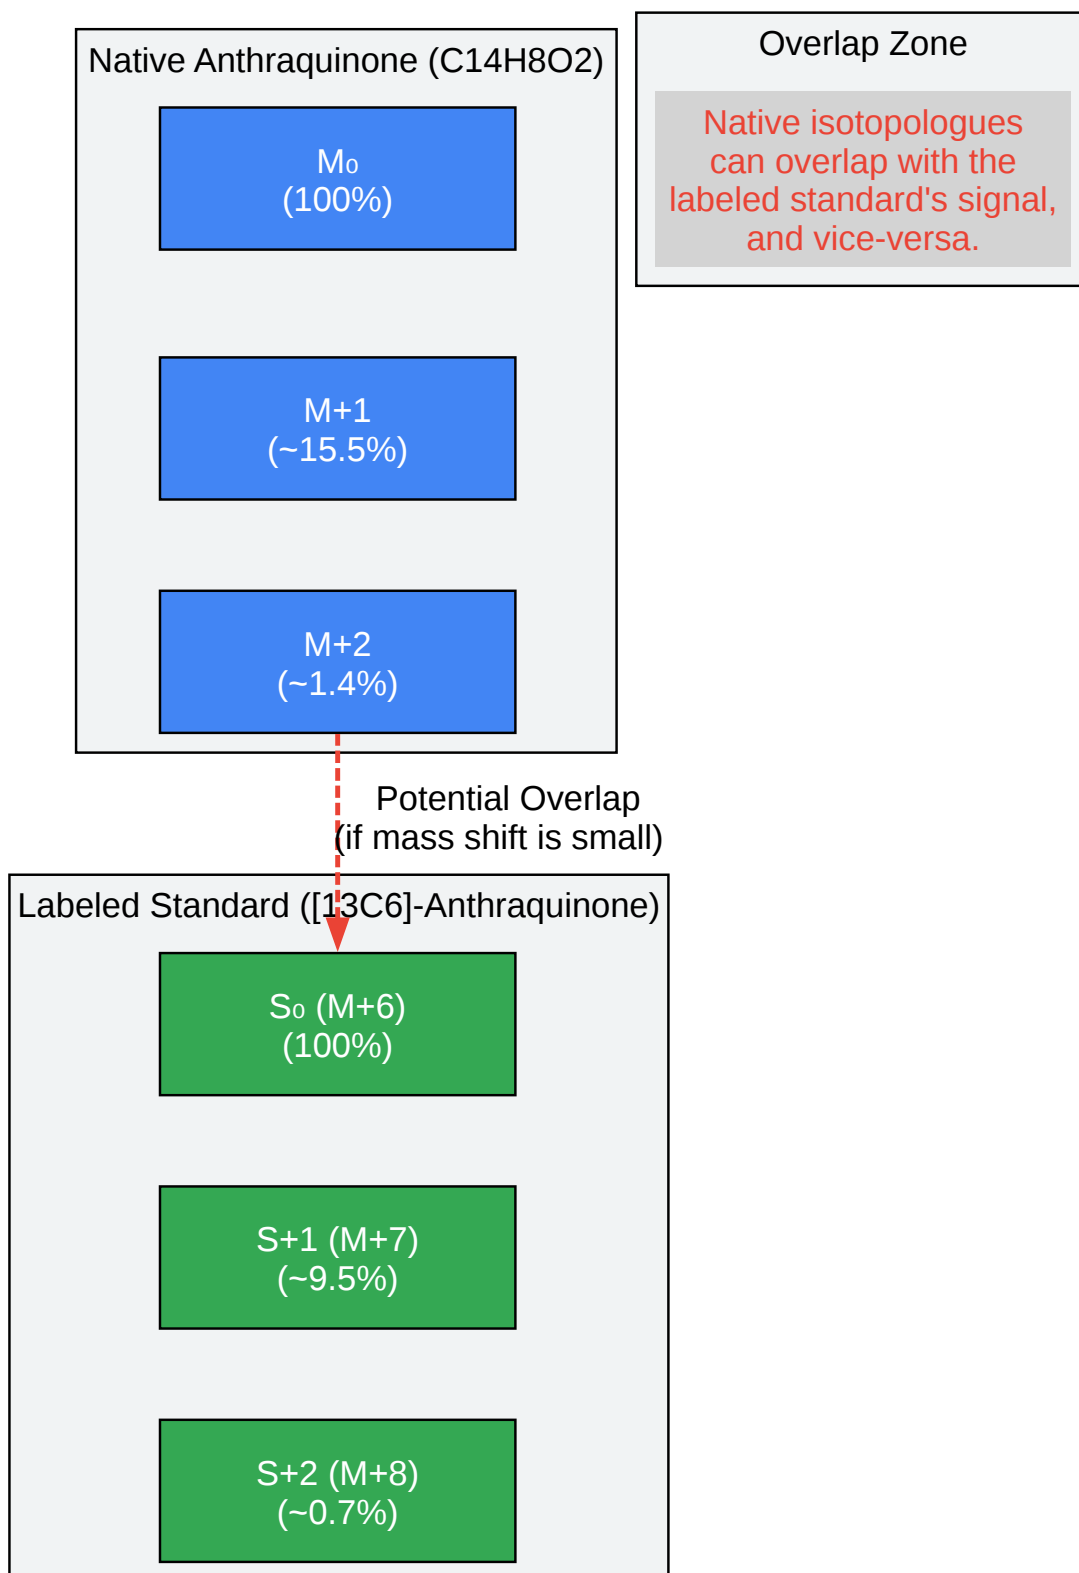 Native Anthraquinone (C14H8O2)
M₀
(100%)
M+1
(~15.5%)
M+2
(~1.4%)
Overlap Zone
Native isotopologues
can overlap with the
labeled standard's signal,
and vice-versa.
Potential Overlap
(if mass shift is small)
Labeled Standard ([13C6]-Anthraquinone)
S₀ (M+6)
(100%)
S+1 (M+7)
(~9.5%)
S+2 (M+8)
(~0.7%)